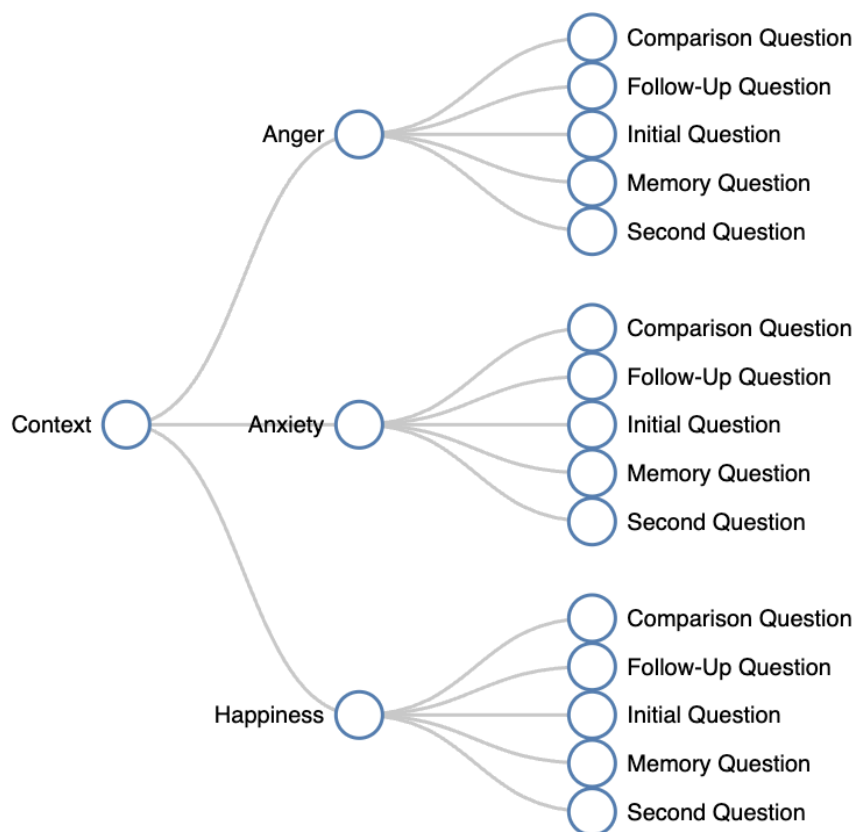 Comparison Question
Follow-Up Question
Anger
Initial Question
Memory Question
Second Question
Comparison Question
Follow-Up Question
Context
Anxiety
Initial Question
Memory Question
Second Question
Comparison Question
Follow-Up Question
Happiness
Initial Question
Memory Question
Second Question